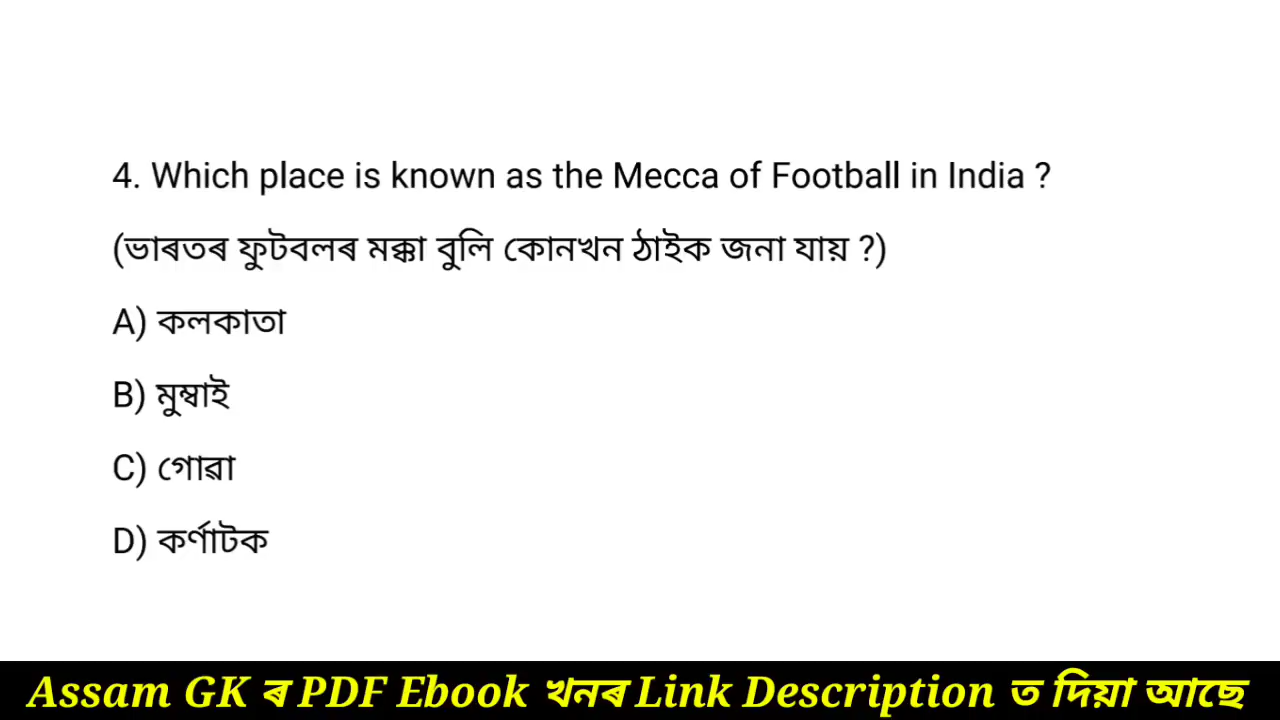 4. Which place is known as the Mecca of Football in India ?
(ভাৰতৰ ফুটবলৰ মক্কা বুলি কোনখন ঠাইক জনা যায় ?)
A) কলকাতা
B) মুম্বাই
C) গোৱা
D) কৰ্ণাটক
Assam GK ৰ PDF Ebook খনৰ Link Description ত দিয়া আছে